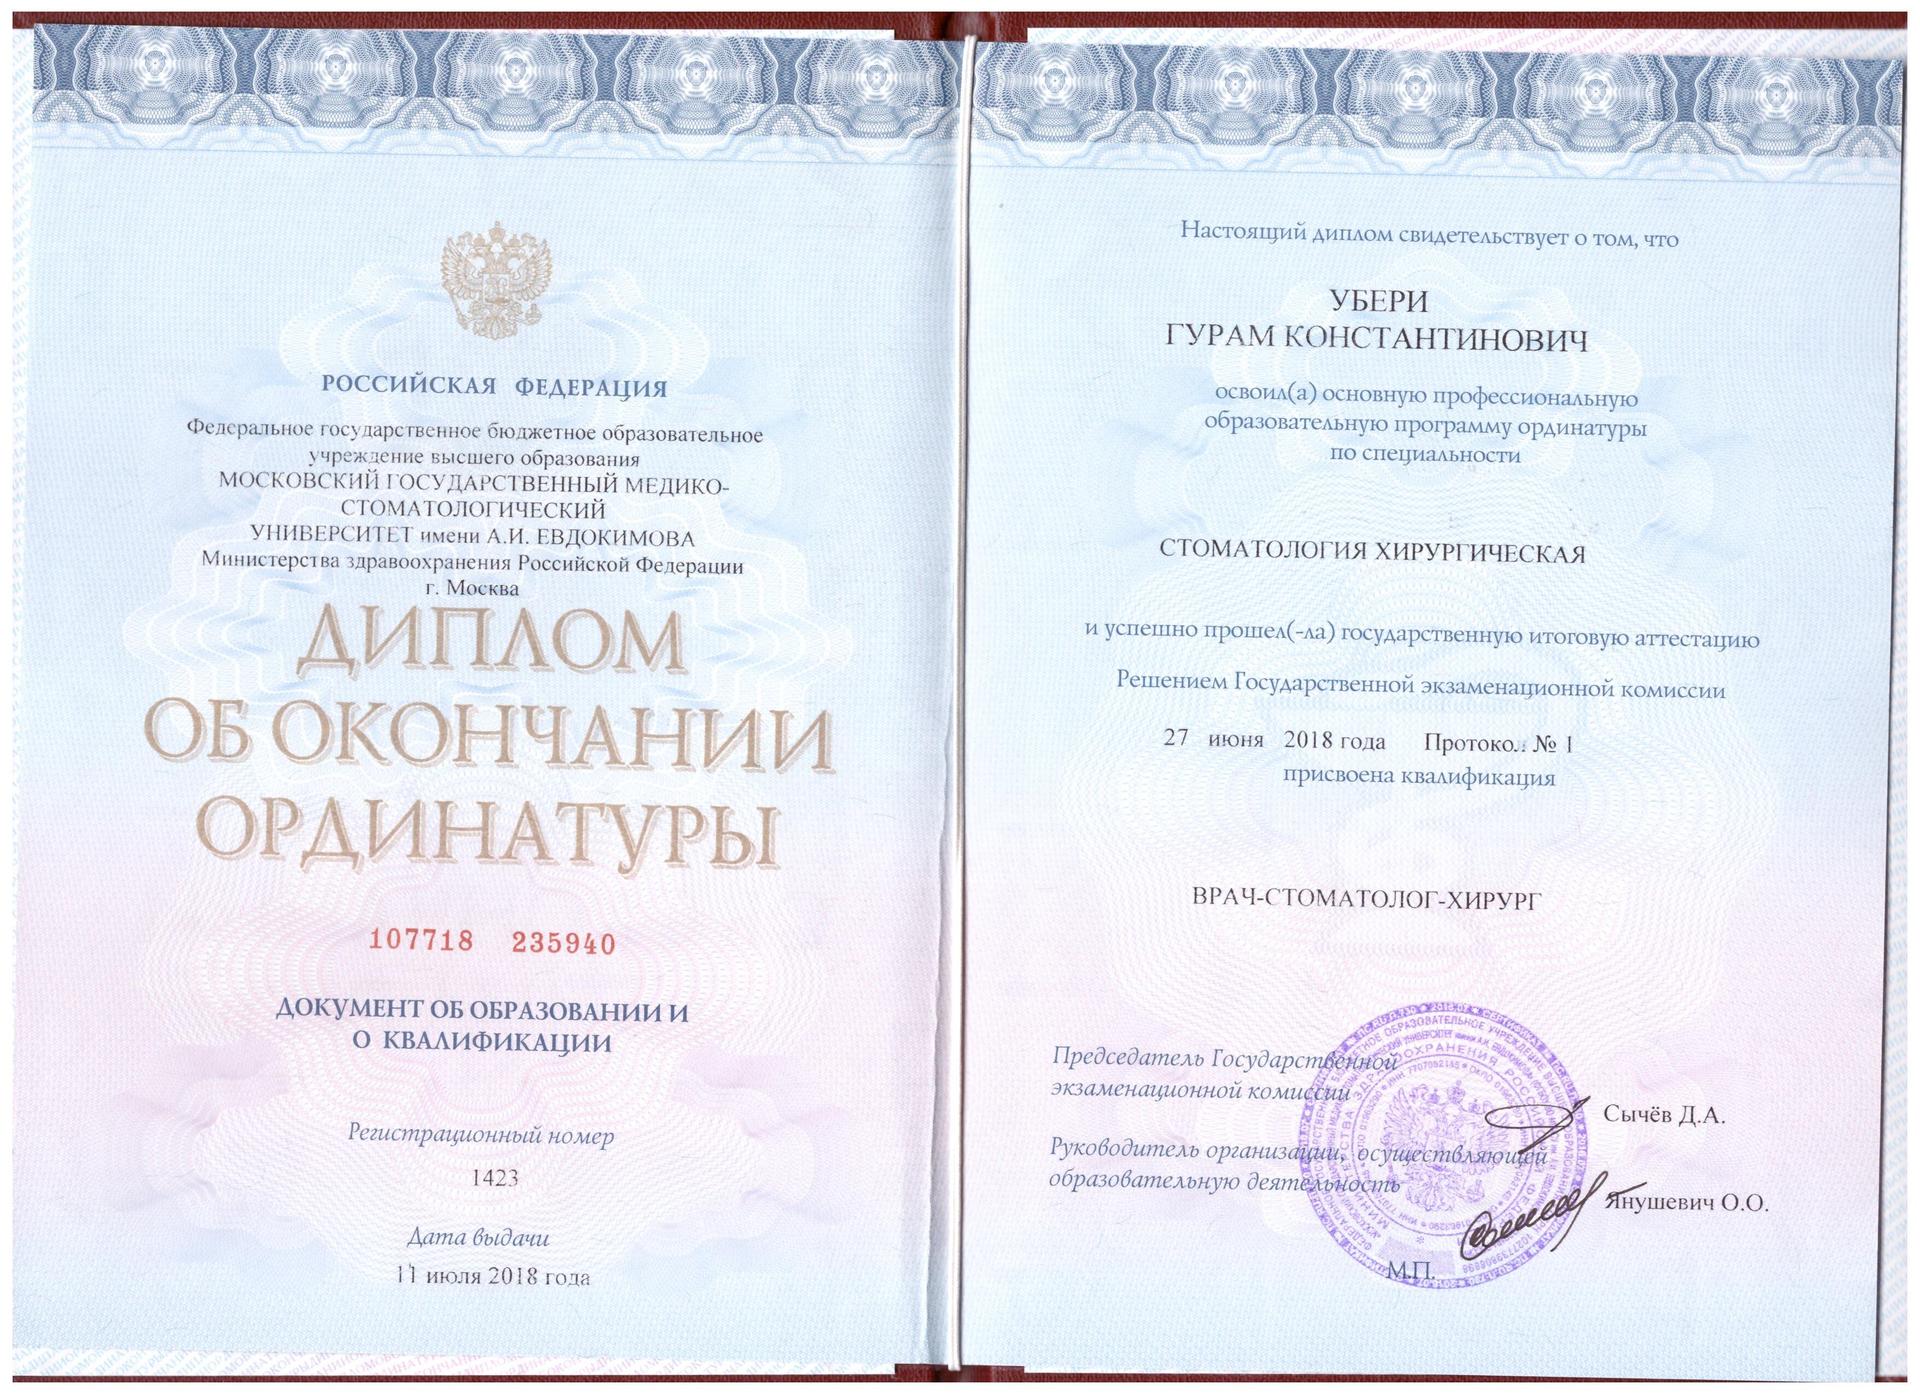 РОССИЙСКАЯ ФЕДЕРАЦИЯ
Федеральное государственное бюджетное образовательное
учреждение высшего образования
МОСКОВСКИЙ ГОСУДАРСТВЕННЫЙ МЕДИКО-
СТОМАТОЛОГИЧЕСКИЙ
УНИВЕРСИТЕТ имени А.И. ЕВДОКИМОВА
Министерства здравоохранения Российской Федерации
г. Москва
ДИПЛОМ
ОБ ОКОНЧАНИИ
ОРДИНАТУРЫ
107718 235940
ДОКУМЕНТ ОБ ОБРАЗОВАНИИ И
О КВАЛИФИКАЦИИ
Регистрационный номер
1423
Дата выдачи
11 июля 2018 года
Настоящий диплом свидетельствует о том, что
УБЕРИ
ГУРАМ КОНСТАНТИНОВИЧ
освоил(а) основную профессиональную
образовательную программу ординатуры
по специальности
СТОМАТОЛОГИЯ ХИРУРГИЧЕСКАЯ
и успешно прошел(-ла) государственную итоговую аттестацию
Решением Государственной экзаменационной комиссии
27 июня 2018 года Протокол № 1
присвоена квалификация
ВРАЧ-СТОМАТОЛОГ-ХИРУРГ
Председатель Государственной
экзаменационной комиссии
Сычёв Д.А.
Руководитель организации, осуществляющей
образовательную деятельность
Янушевич О.О.
М.П.